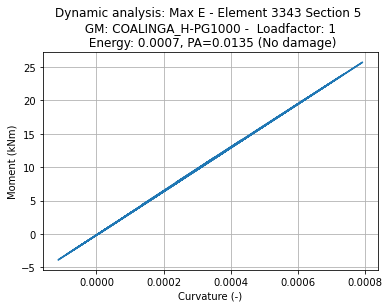 Dynamic analysis: Max E - Element 3343 Section 5
GM: COALINGA_H-PG1000 -  Loadfactor: 1
Energy: 0.0007, PA=0.0135 (No damage)
Moment (kNm)
25
20
15
10
5
0
−5
0.0000 0.0002 0.0004 0.0006 0.0008
Curvature (-)